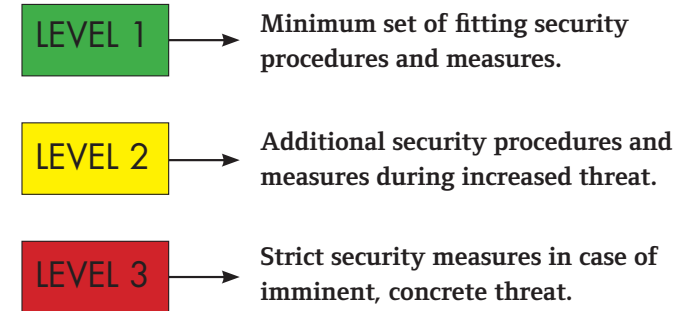 LEVEL 1
Minimum set of fitting security
procedures and measures.
LEVEL 2
Additional security procedures and
measures during increased threat.
LEVEL 3
Strict security measures in case of
imminent, concrete threat.